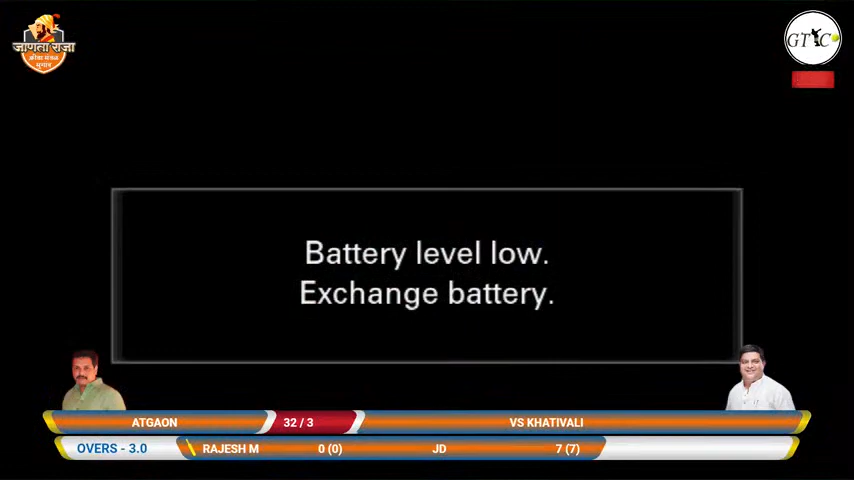 जाणता राजा
क्रीडा मंडळ
GTC
Battery level low.
Exchange battery.
ATGAON
32 / 3
VS KHATIVALI
OVERS - 3.0
RAJESH M
0 (0)
JD
7 (7)